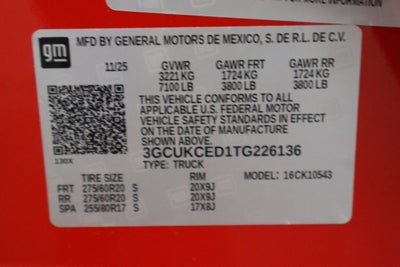 MORE INFORMATION
gm
MFD BY GENERAL MOTORS DE MEXICO, S. DE R.L. DE C.V.
11/25 GVWR GAWR FRT GAWR RR
3221 KG 1724 KG 1724 KG
7100 LB 3800 LB 3800 LB
THIS VEHICLE CONFORMS TO ALL
APPLICABLE U.S. FEDERAL MOTOR
VEHICLE SAFETY STANDARDS IN EFFECT
ON THE DATE OF MANUFACTURE
SHOWN ABOVE.
130X
3GCUKCED1TG226136
TYPE: TRUCK MODEL: 16CK10543
TIRE SIZE RIM
FRT 275/60R20 S 20X9J
RR 275/60R20 S 20X9J
SPA 255/80R17 S 17X8J